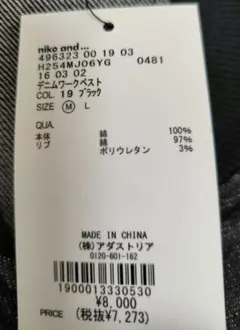 niko and...
496323 00 19 03
H254MJ06YG 0481
16 03 02
デニムワークベスト
COL. 19 ブラック
SIZE Ⓜ L
QUA.
本体 綿 100%
リブ 綿 97%
ポリウレタン 3%
MADE IN CHINA
(株)アダストリア
0120-601-162
1900013330530
¥8,000
PRICE (税抜¥7,273)